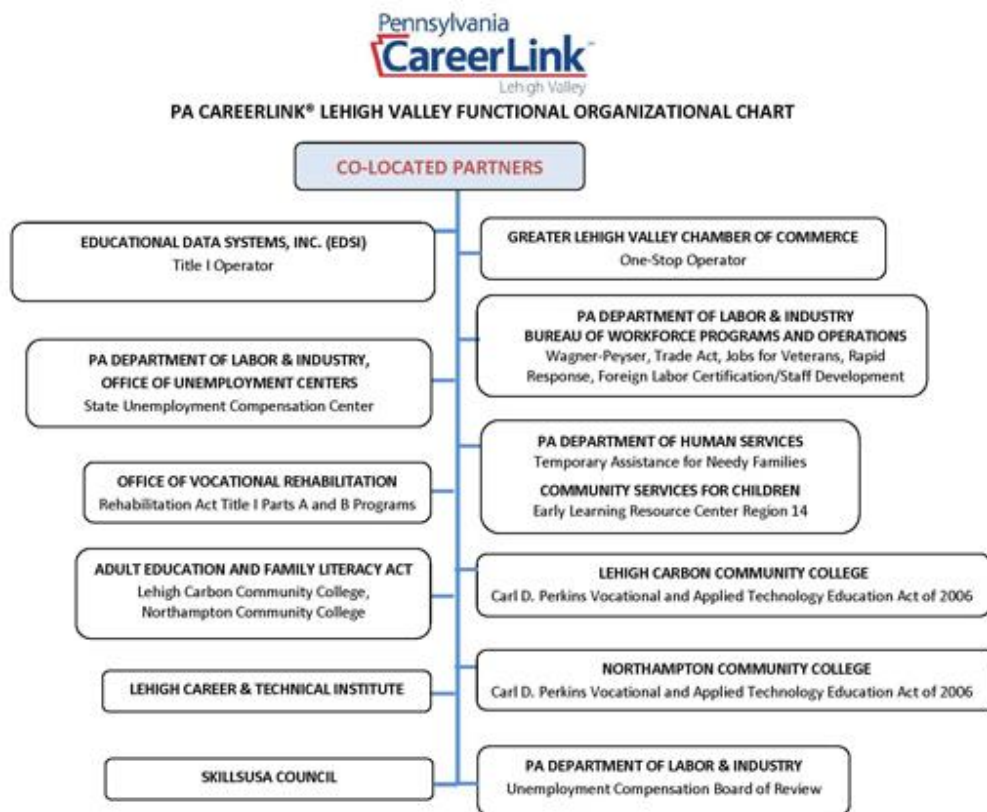 Pennsylvania
CareerLink™
Lehigh Valley
PA CAREERLINK® LEHIGH VALLEY FUNCTIONAL ORGANIZATIONAL CHART
CO-LOCATED PARTNERS
EDUCATIONAL DATA SYSTEMS, INC. (EDSI)
Title I Operator
GREATER LEHIGH VALLEY CHAMBER OF COMMERCE
One-Stop Operator
PA DEPARTMENT OF LABOR & INDUSTRY,
OFFICE OF UNEMPLOYMENT CENTERS
State Unemployment Compensation Center
PA DEPARTMENT OF LABOR & INDUSTRY
BUREAU OF WORKFORCE PROGRAMS AND OPERATIONS
Wagner-Peyser, Trade Act, Jobs for Veterans, Rapid
Response, Foreign Labor Certification/Staff Development
OFFICE OF VOCATIONAL REHABILITATION
Rehabilitation Act Title I Parts A and B Programs
PA DEPARTMENT OF HUMAN SERVICES
Temporary Assistance for Needy Families
COMMUNITY SERVICES FOR CHILDREN
Early Learning Resource Center Region 14
ADULT EDUCATION AND FAMILY LITERACY ACT
Lehigh Carbon Community College,
Northampton Community College
LEHIGH CARBON COMMUNITY COLLEGE
Carl D. Perkins Vocational and Applied Technology Education Act of 2006
LEHIGH CAREER & TECHNICAL INSTITUTE
NORTHAMPTON COMMUNITY COLLEGE
Carl D. Perkins Vocational and Applied Technology Education Act of 2006
SKILLSUSA COUNCIL
PA DEPARTMENT OF LABOR & INDUSTRY
Unemployment Compensation Board of Review